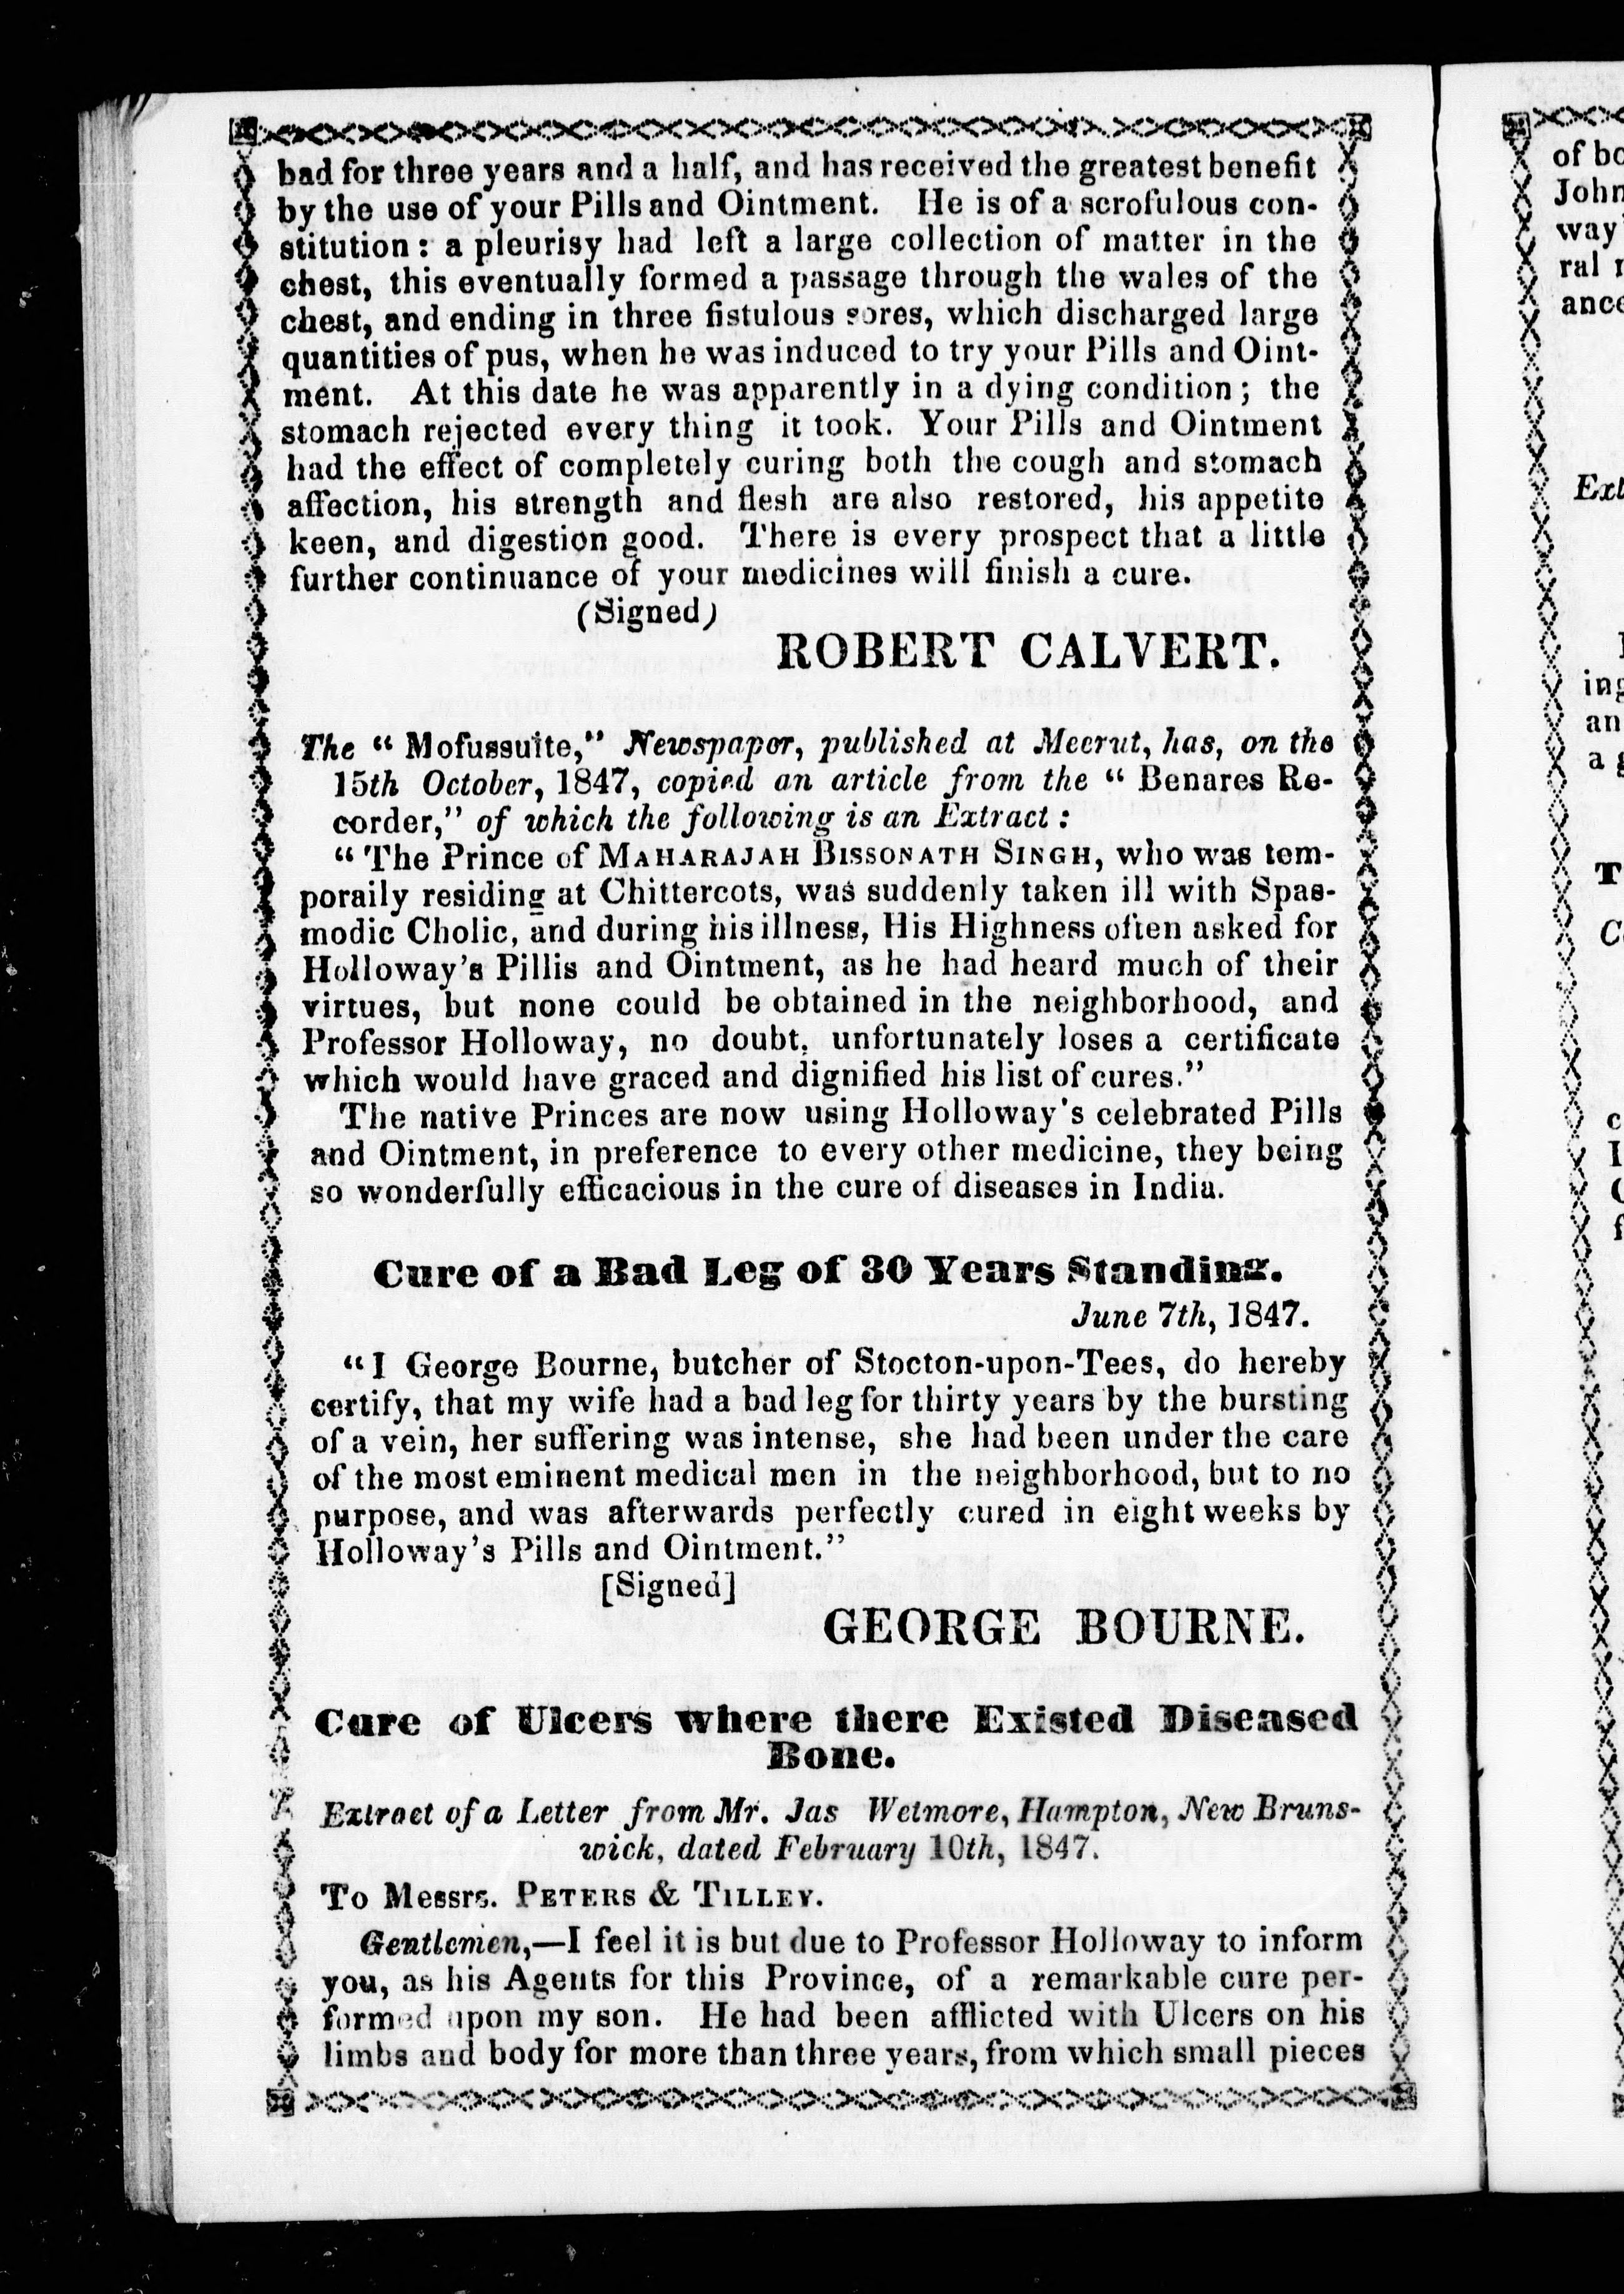 bad for three years and a half, and has received the greatest benefit
by the use of your Pills and Ointment. He is of a scrofulous con-
stitution: a pleurisy had left a large collection of matter in the
chest, this eventually formed a passage through the wales of the
chest, and ending in three fistulous sores, which discharged large
quantities of pus, when he was induced to try your Pills and Oint-
ment. At this date he was apparently in a dying condition; the
stomach rejected every thing it took. Your Pills and Ointment
had the effect of completely curing both the cough and stomach
affection, his strength and flesh are also restored, his appetite
keen, and digestion good. There is every prospect that a little
further continuance of your medicines will finish a cure.
(Signed)
ROBERT CALVERT.
The “Mofussuite,” Newspaper, published at Meerut, has, on the
15th October, 1847, copied an article from the “Benares Re-
corder,” of which the following is an Extract:
“The Prince of MAHARAJAH BISSONATH SINGH, who was tem-
poraily residing at Chittercots, was suddenly taken ill with Spas-
modic Cholic, and during his illness, His Highness often asked for
Holloway's Pillis and Ointment, as he had heard much of their
virtues, but none could be obtained in the neighborhood, and
Professor Holloway, no doubt, unfortunately loses a certificate
which would have graced and dignified his list of cures.”
The native Princes are now using Holloway's celebrated Pills
and Ointment, in preference to every other medicine, they being
so wonderfully efficacious in the cure of diseases in India.
Cure of a Bad Leg of 30 Years Standing.
June 7th, 1847.
“I George Bourne, butcher of Stocton-upon-Tees, do hereby
certify, that my wife had a bad leg for thirty years by the bursting
of a vein, her suffering was intense, she had been under the care
of the most eminent medical men in the neighborhood, but to no
purpose, and was afterwards perfectly cured in eight weeks by
Holloway's Pills and Ointment.”
[Signed]
GEORGE BOURNE.
Cure of Ulcers where there Existed Diseased
Bone.
Extract of a Letter from Mr. Jas Wetmore, Hampton, New Bruns-
wick, dated February 10th, 1847.
To Messrs. PETERS & TILLEY.
Gentlemen,—I feel it is but due to Professor Holloway to inform
you, as his Agents for this Province, of a remarkable cure per-
formed upon my son. He had been afflicted with Ulcers on his
limbs and body for more than three years, from which small pieces
of bo
John
way
ral
ance
Ext
ing
an
a
T